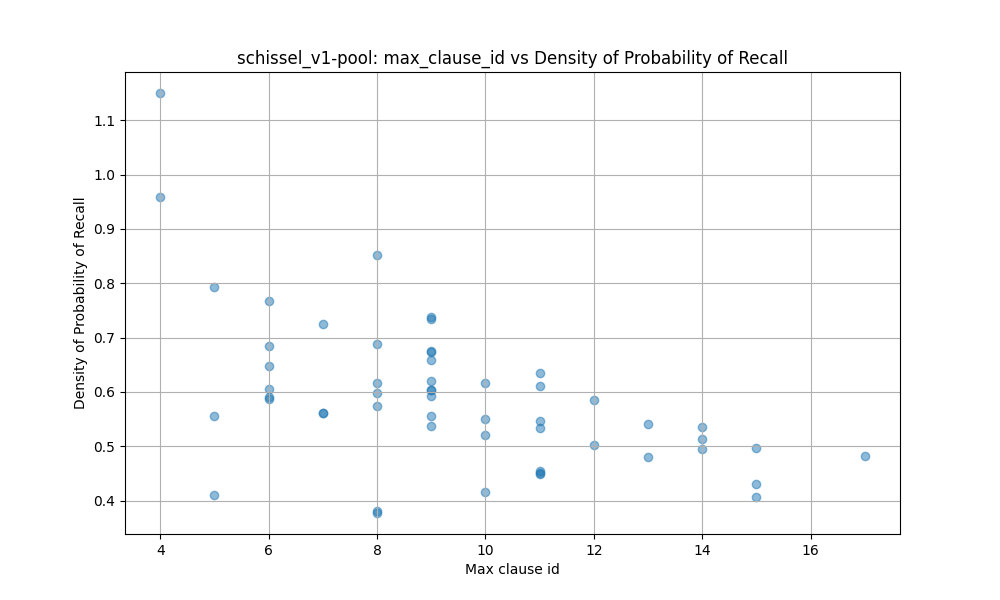 schissel_v1-pool: max_clause_id vs Density of Probability of Recall
Density of Probability of Recall
1.1
1.0
0.9
0.8
0.7
0.6
0.5
0.4
4 6 8 10 12 14 16
Max clause id